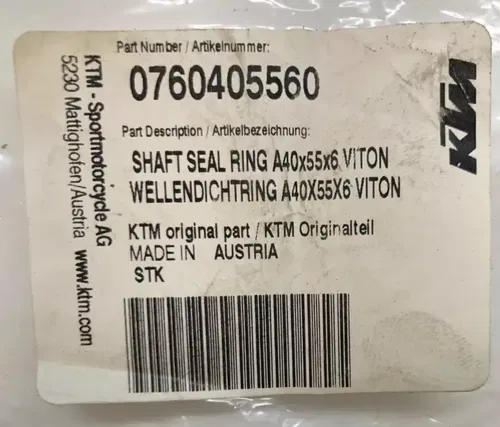 Part Number / Artikelnummer:
0760405560
Part Description / Artikelbezeichnung:
SHAFT SEAL RING A40x55x6 VITON
WELLENDICHTRING A40X55X6 VITON
KTM original part / KTM Originalteil
MADE IN AUSTRIA
STK
KTM - Sportmotorcycle AG
5230 Mattighofen/Austria www.ktm.com
KTM